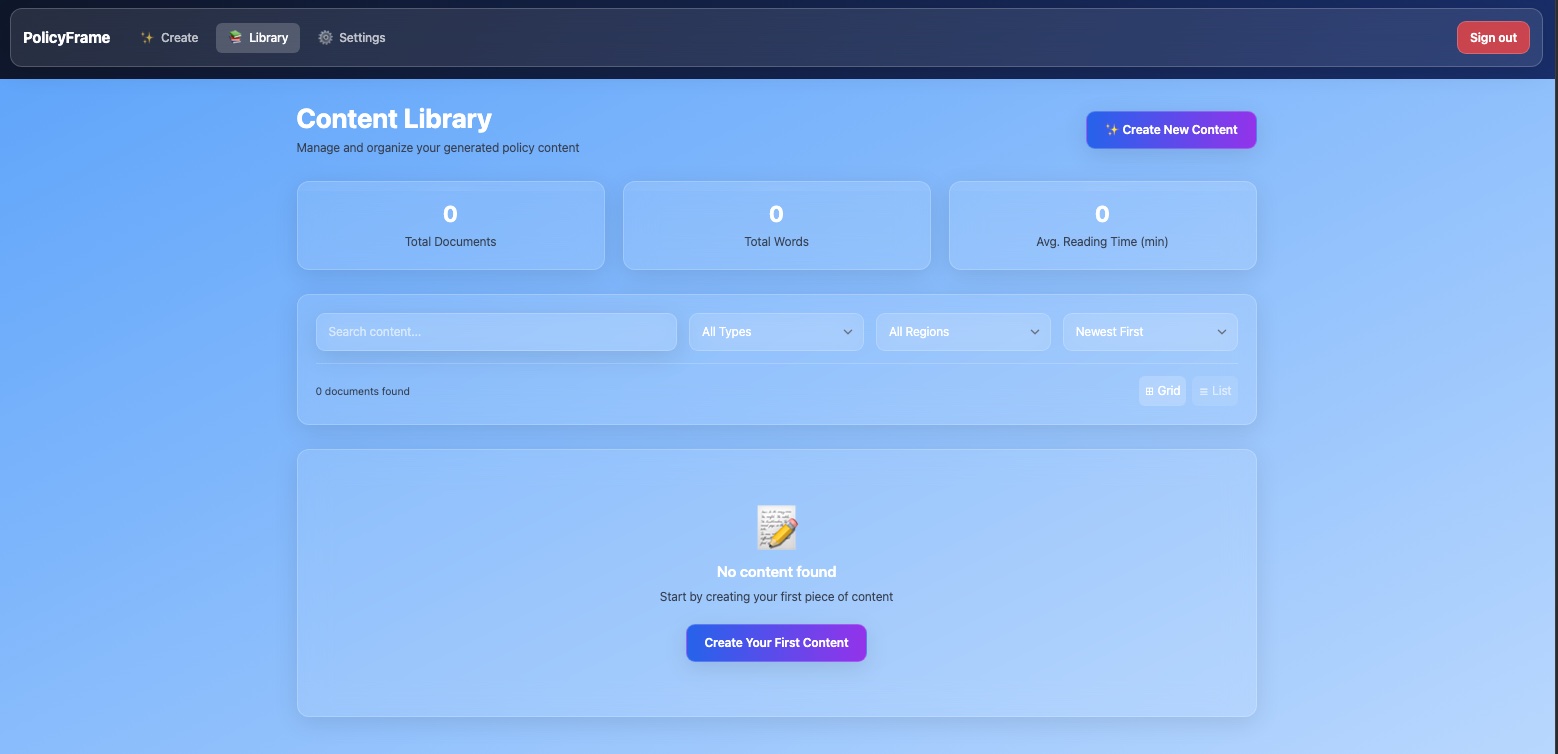 PolicyFrame
✨ Create
📚 Library
⚙️ Settings
Sign out
Content Library
Manage and organize your generated policy content
✨ Create New Content
0
Total Documents
0
Total Words
0
Avg. Reading Time (min)
Search content...
All Types
All Regions
Newest First
0 documents found
⊞ Grid
≡ List
No content found
Start by creating your first piece of content
Create Your First Content